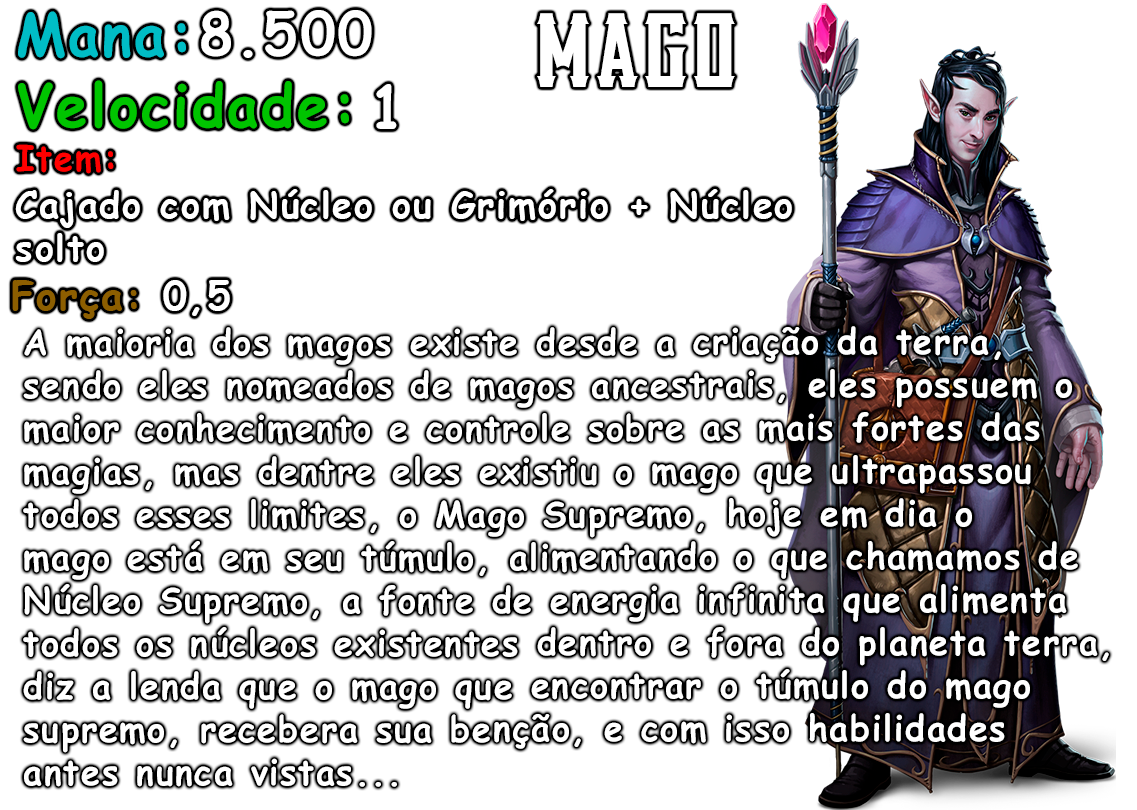 Mana:8.500
MAGO
Velocidade: 1
Item:
Cajado com Núcleo ou Grimório + Núcleo
solto
Força: 0,5
A maioria dos magos existe desde a criação da terra,
sendo eles nomeados de magos ancestrais, eles possuem o
maior conhecimento e controle sobre as mais fortes das
magias, mas dentre eles existiu o mago que ultrapassou
todos esses limites, o Mago Supremo, hoje em dia o
mago está em seu túmulo, alimentando o que chamamos de
Núcleo Supremo, a fonte de energia infinita que alimenta
todos os núcleos existentes dentro e fora do planeta terra,
diz a lenda que o mago que encontrar o túmulo do mago
supremo, recebera sua benção, e com isso habilidades
antes nunca vistas...